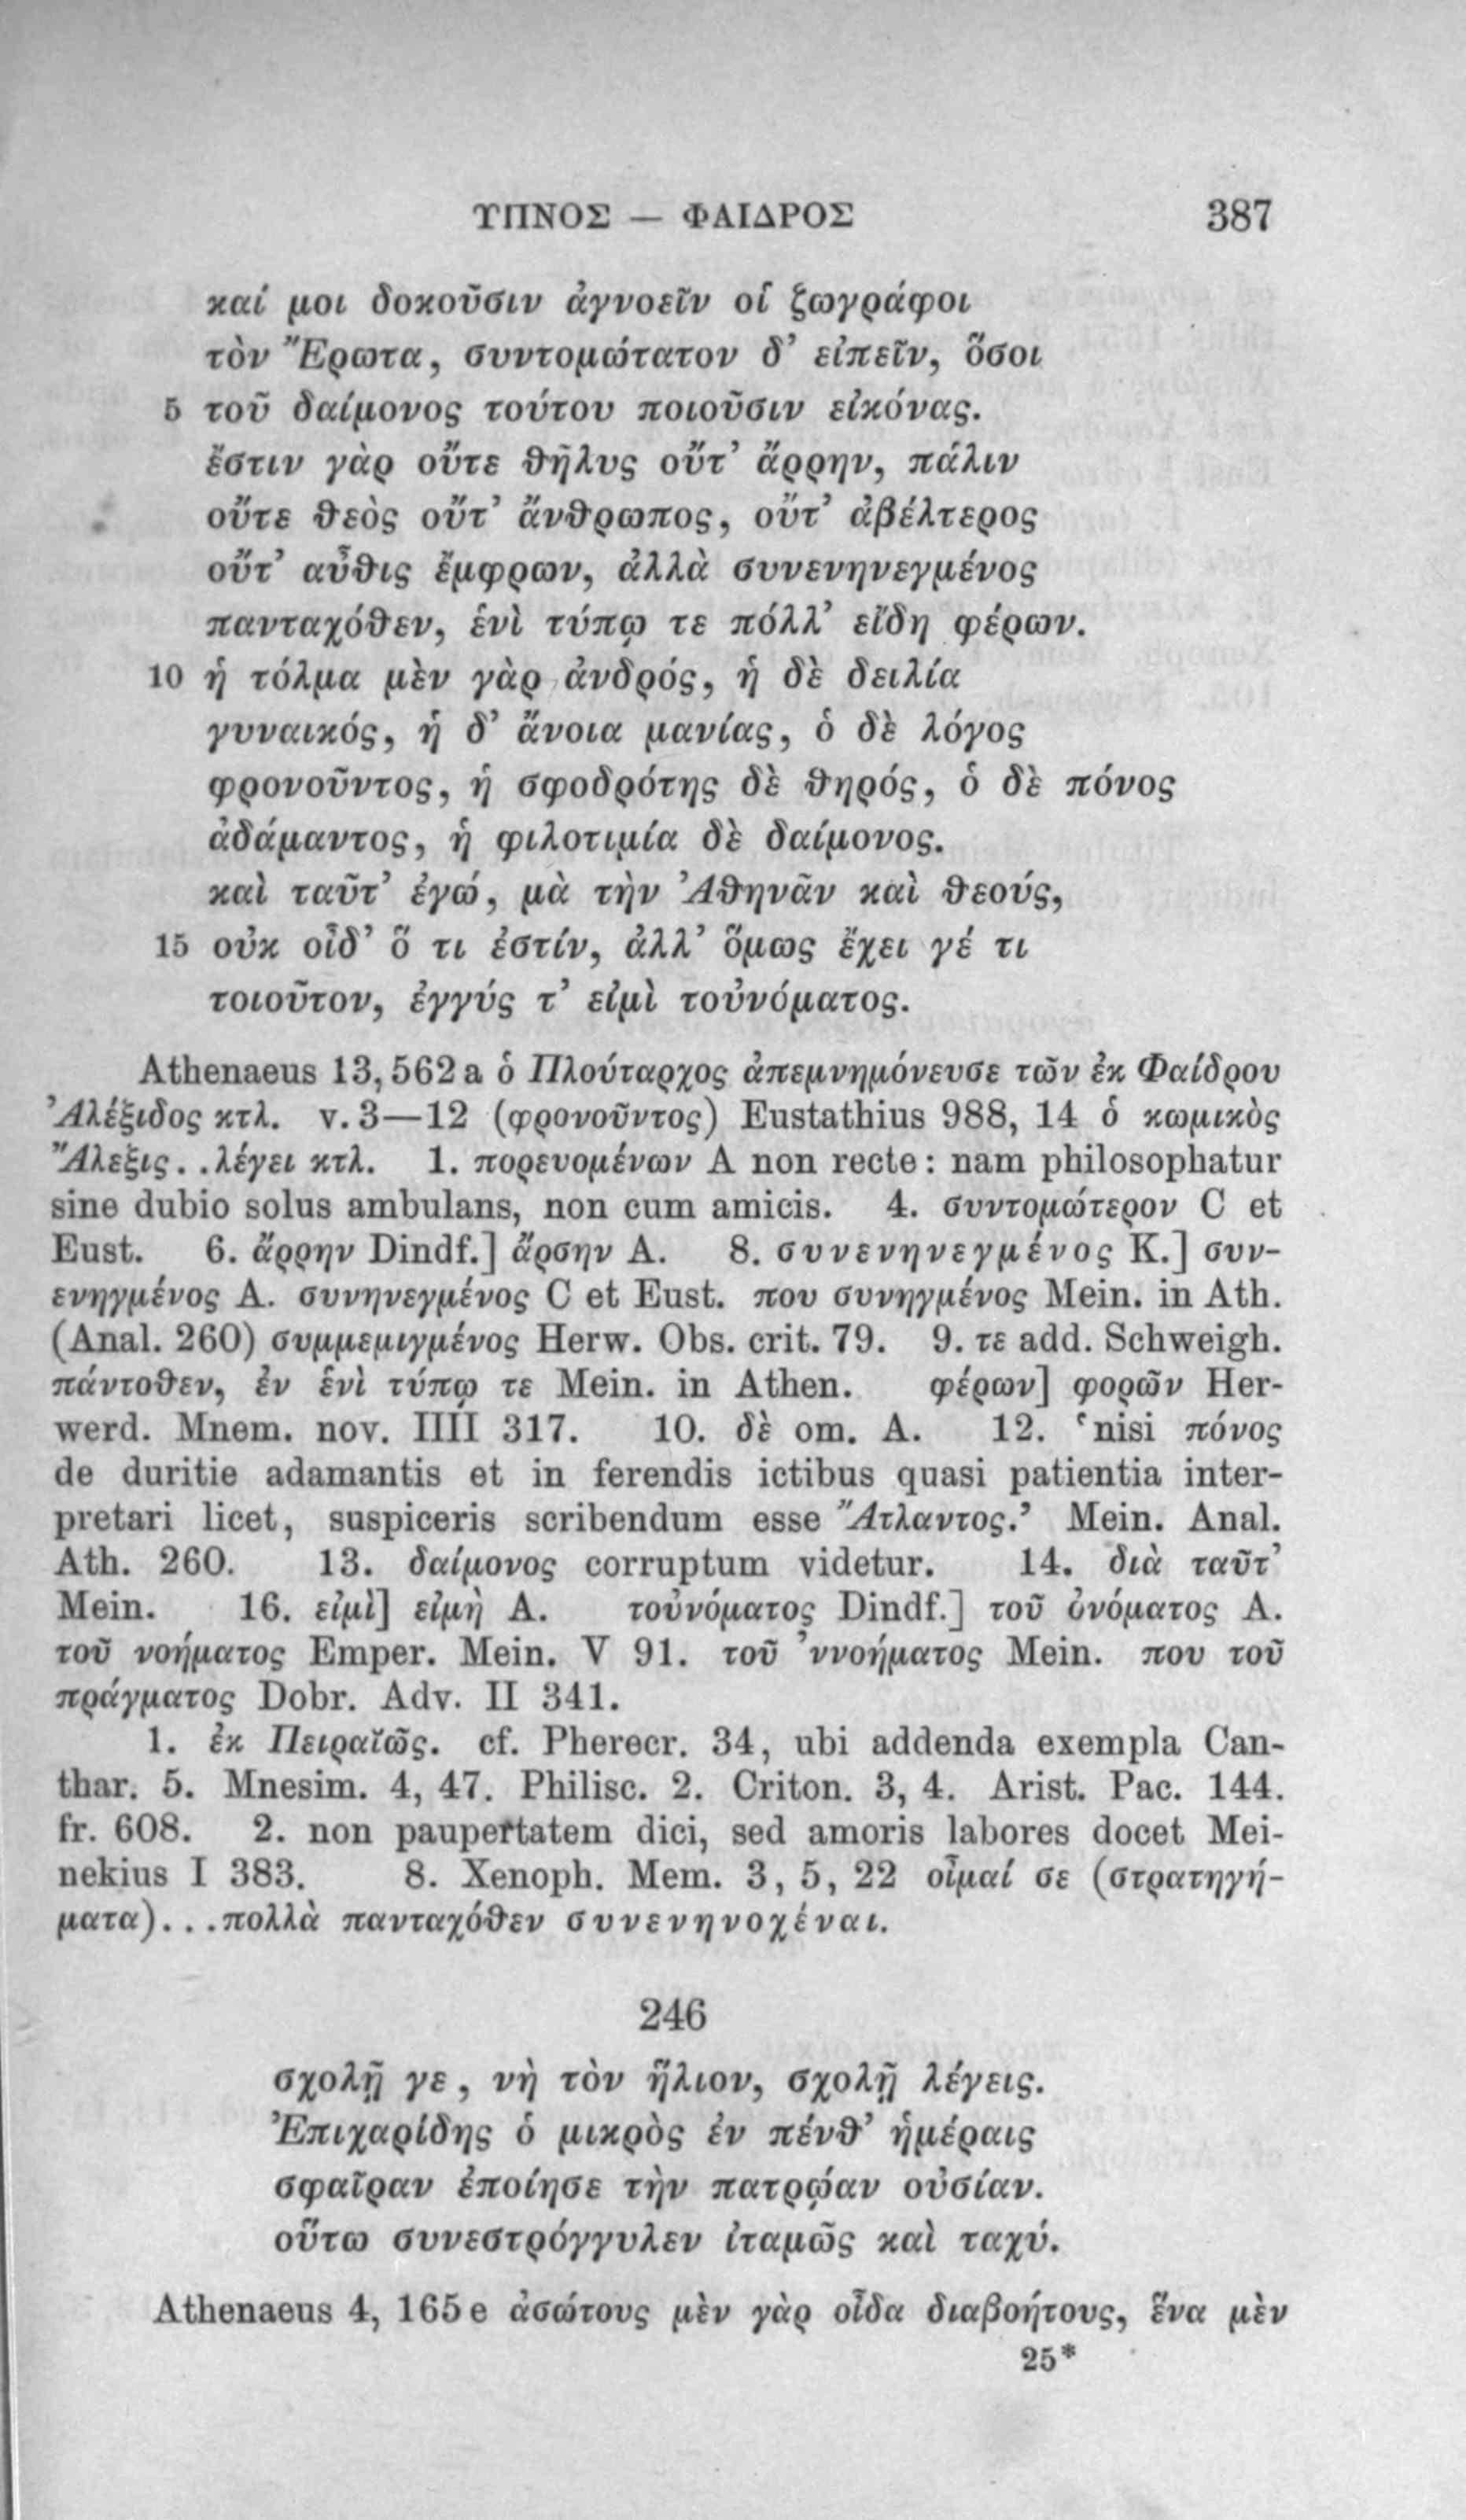 ΥΠΝΟΣ — ΦΑΙΔΡΟΣ 387
καί μοι δοκοῦσιν ἀγνοεῖν οἱ ζωγράφοι
τὸν Ἔρωτα, συντομώτατον δ’ εἰπεῖν, ὅσοι
5 τοῦ δαίμονος τούτου ποιοῦσιν εἰκόνας.
ἔστιν γὰρ οὔτε θῆλυς οὔτ’ ἄρρην, πάλιν
οὔτε θεὸς οὔτ’ ἄνθρωπος, οὔτ’ ἀβέλτερος
οὔτ’ αὖθις ἔμφρων, ἀλλὰ συνενηνεγμένος
πανταχόθεν, ἑνὶ τύπῳ τε πόλλ’ εἴδη φέρων.
10 ἡ τόλμα μὲν γὰρ ἀνδρός, ἡ δὲ δειλία
γυναικός, ἡ δ’ ἄνοια μανίας, ὁ δὲ λόγος
φρονοῦντος, ἡ σφοδρότης δὲ θηρός, ὁ δὲ πόνος
ἀδάμαντος, ἡ φιλοτιμία δὲ δαίμονος.
καὶ ταῦτ’ ἐγώ, μὰ τὴν Ἀθηνᾶν καὶ θεούς,
15 οὐκ οἶδ’ ὅ τι ἐστίν, ἀλλ’ ὅμως ἔχει γέ τι
τοιοῦτον, ἐγγύς τ’ εἰμὶ τοὐνόματος.
Athenaeus 13, 562 a ὁ Πλούταρχος ἀπεμνημόνευσε τῶν ἐκ Φαίδρου
Ἀλέξιδος κτλ. v. 3—12 (φρονοῦντος) Eustathius 988, 14 ὁ κωμικὸς
Ἄλεξις. .λέγει κτλ. 1. πορευομένων A non recte: nam philosophatur
sine dubio solus ambulans, non cum amicis. 4. συντομώτερον C et
Eust. 6. ἄρρην Dindf.] ἄρσην A. 8. συνενηνεγμένος K.] συν-
ενηγμένος A. συνηνεγμένος C et Eust. που συνηγμένος Mein. in Ath.
(Anal. 260) συμμεμιγμένος Herw. Obs. crit. 79. 9. τε add. Schweigh.
πάντοθεν, ἐν ἑνὶ τύπῳ τε Mein. in Athen. φέρων] φορῶν Her-
werd. Mnem. nov. IIII 317. 10. δὲ om. A. 12. ‘nisi πόνος
de duritie adamantis et in ferendis ictibus quasi patientia inter-
pretari licet, suspiceris scribendum esse Ἄτλαντος.’ Mein. Anal.
Ath. 260. 13. δαίμονος corruptum videtur. 14. διὰ ταῦτ’
Mein. 16. εἰμὶ] εἰμὴ A. τοὐνόματος Dindf.] τοῦ ὀνόματος A.
τοῦ νοήματος Emper. Mein. V 91. τοῦ ’ννοήματος Mein. που τοῦ
πράγματος Dobr. Adv. II 341.
1. ἐκ Πειραϊῶς. cf. Pherecr. 34, ubi addenda exempla Can-
thar. 5. Mnesim. 4, 47. Philisc. 2. Criton. 3, 4. Arist. Pac. 144.
fr. 608. 2. non paupertatem dici, sed amoris labores docet Mei-
nekius I 383. 8. Xenoph. Mem. 3, 5, 22 οἶμαί σε (στρατηγή-
ματα). . .πολλὰ πανταχόθεν συνενηνοχέναι.
246
σχολῇ γε, νὴ τὸν ἥλιον, σχολῇ λέγεις.
Ἐπιχαρίδης ὁ μικρὸς ἐν πένθ’ ἡμέραις
σφαῖραν ἐποίησε τὴν πατρῴαν οὐσίαν.
οὕτω συνεστρόγγυλεν ἰταμῶς καὶ ταχύ.
Athenaeus 4, 165 e ἀσώτους μὲν γὰρ οἶδα διαβοήτους, ἕνα μὲν
25*